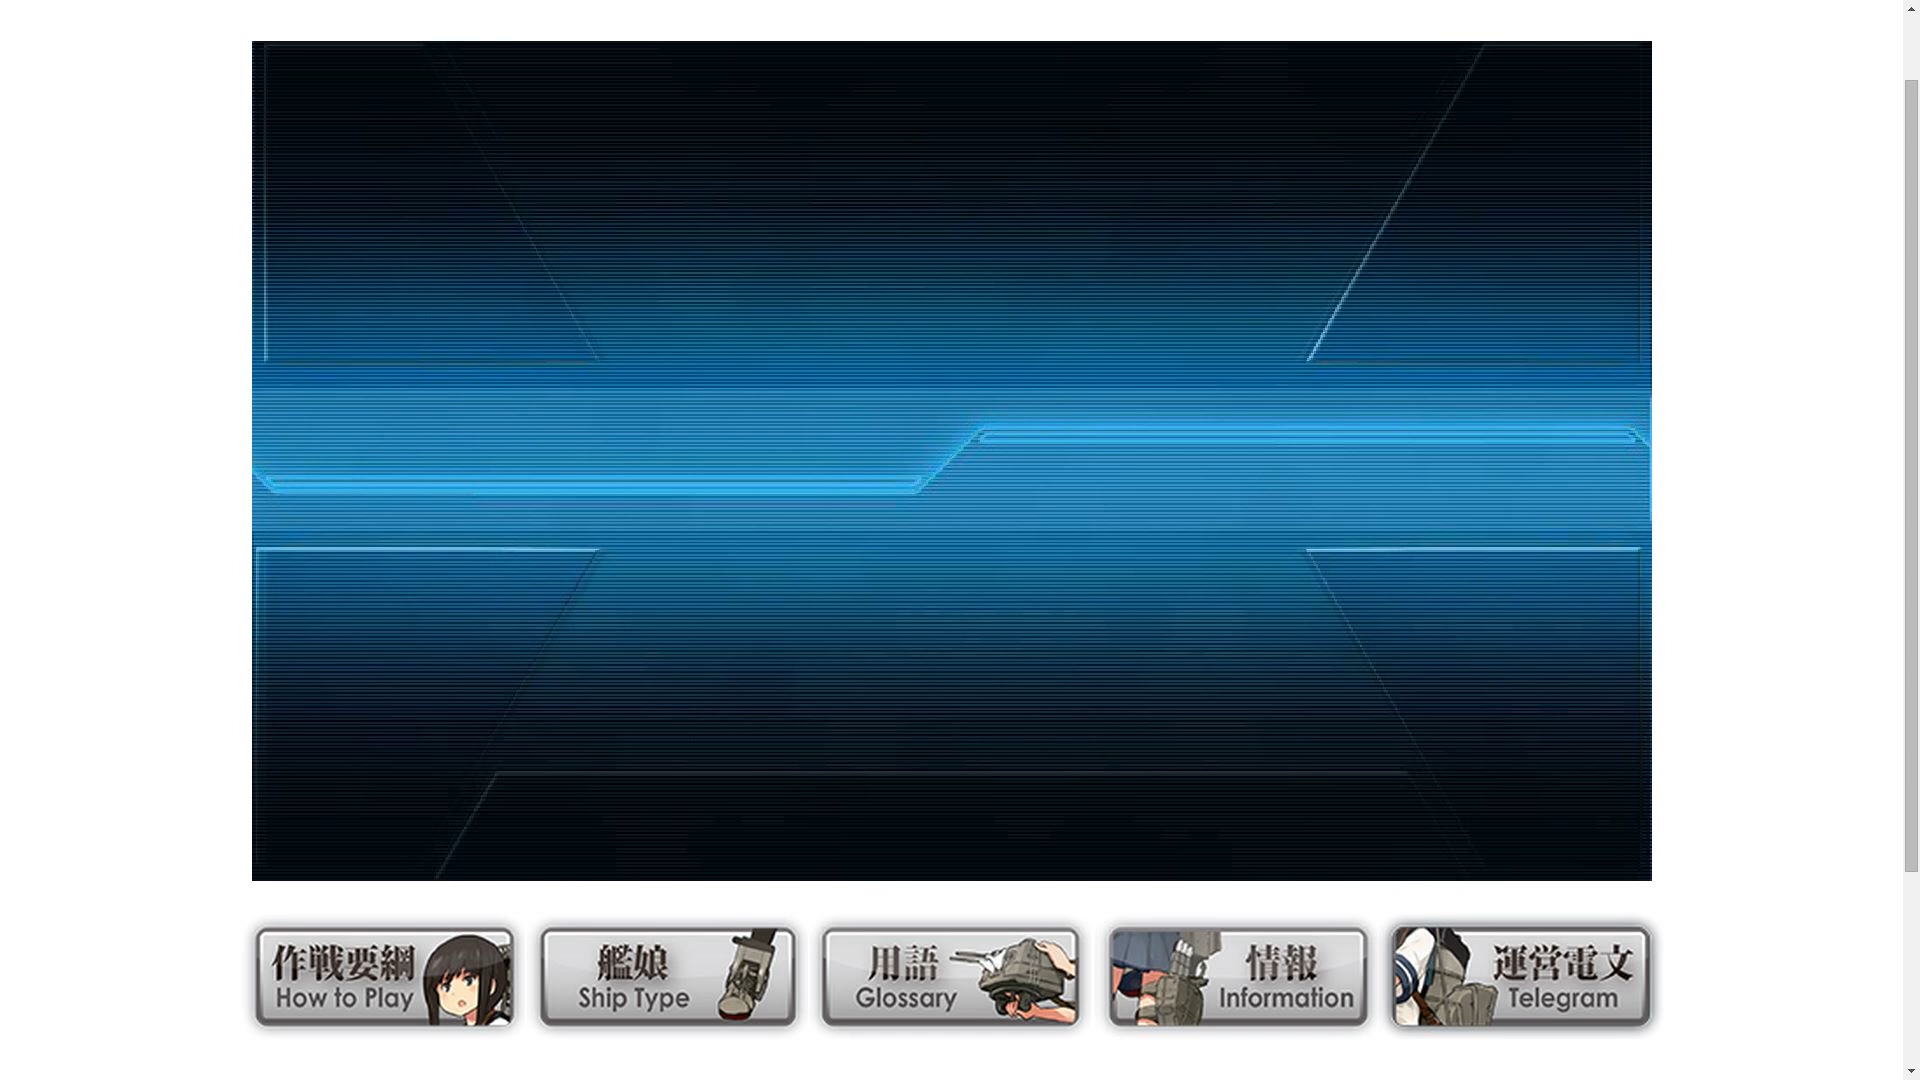 作戦要綱
How to Play
艦娘
Ship Type
用語
Glossary
情報
Information
運営電文
Telegram